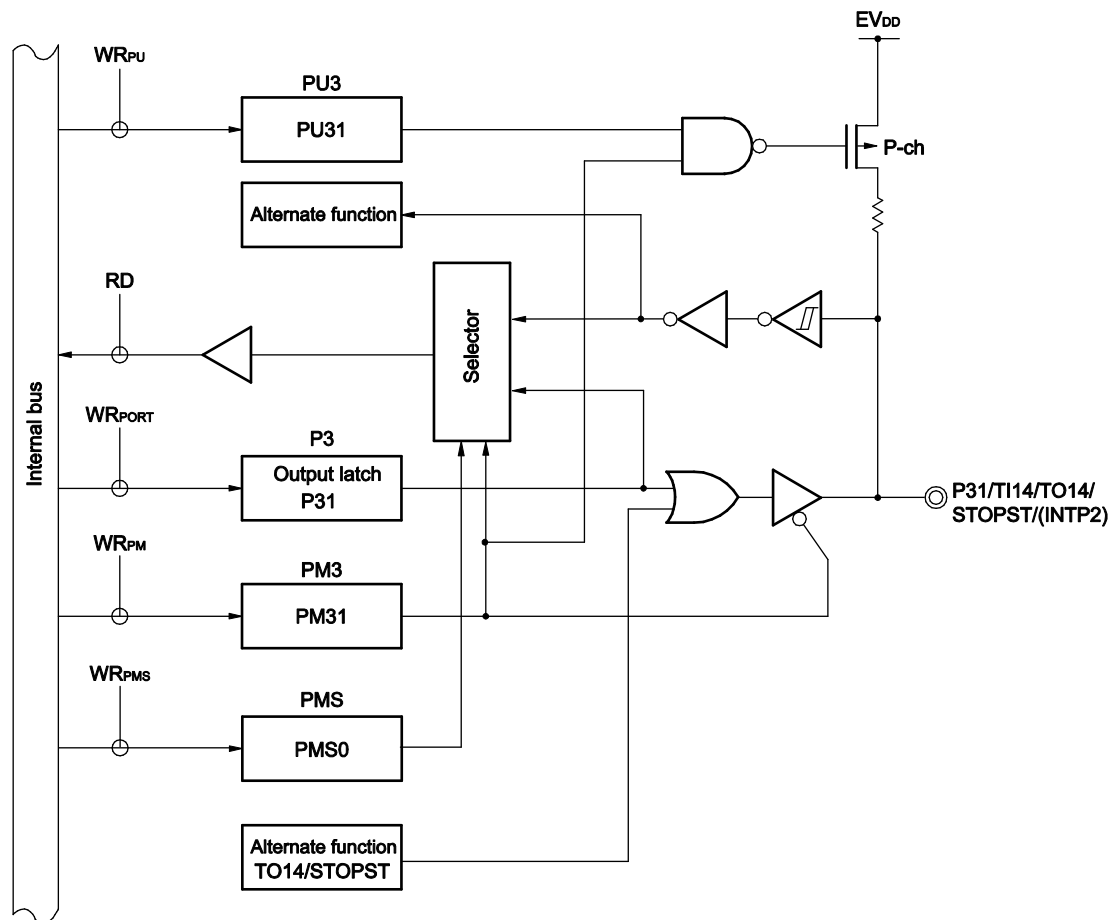 EVDD
WRPU
PU3
PU31
P-ch
Alternate function
RD
Selector
Internal bus
WRPORT
P3
Output latch
P31
P31/TI14/TO14/
STOPST/(INTP2)
WRPM
PM3
PM31
WRPMS
PMS
PMS0
Alternate function
TO14/STOPST